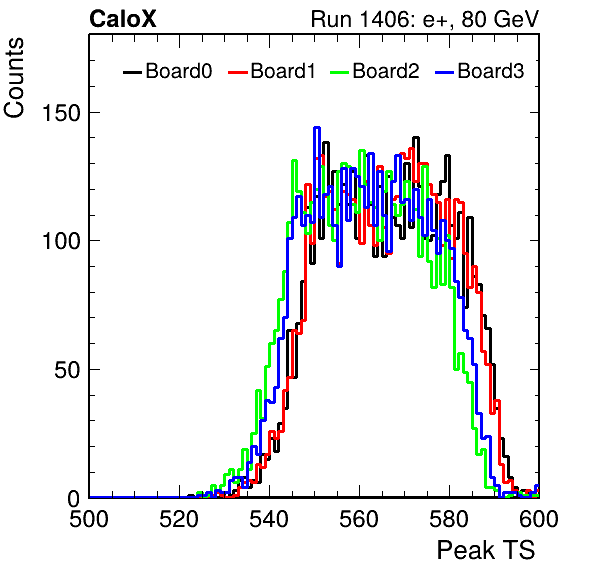 CaloX Run 1406: e+, 80 GeV
Counts
Board0 Board1 Board2 Board3
150
100
50
0
500 520 540 560 580 600
Peak TS